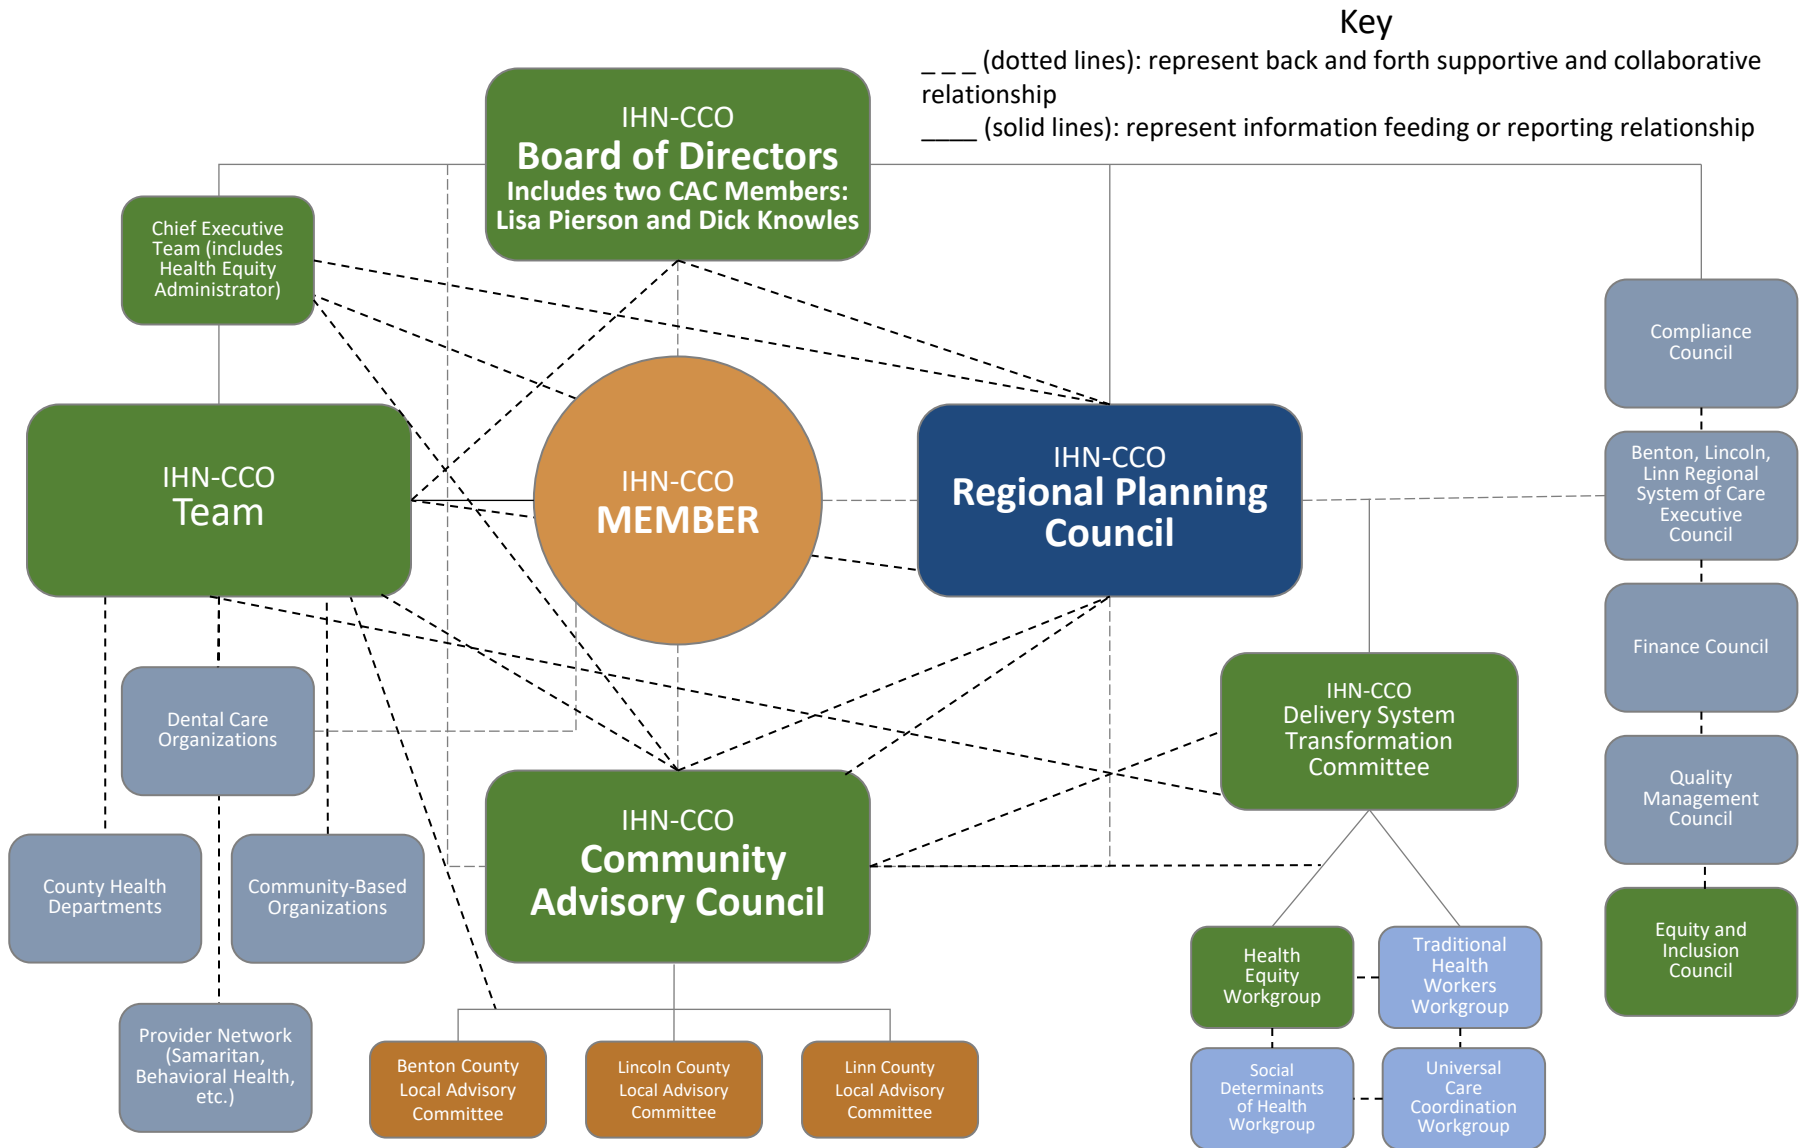 Key
_ _ _ (dotted lines): represent back and forth supportive and collaborative
relationship
____ (solid lines): represent information feeding or reporting relationship
IHN-CCO
Board of Directors
Includes two CAC Members:
Lisa Pierson and Dick Knowles
Chief Executive
Team (includes
Health Equity
Administrator)
Compliance
Council
IHN-CCO
Team
IHN-CCO
MEMBER
IHN-CCO
Regional Planning
Council
Benton, Lincoln,
Linn Regional
System of Care
Executive
Council
Finance Council
Dental Care
Organizations
IHN-CCO
Delivery System
Transformation
Committee
Quality
Management
Council
IHN-CCO
Community
Advisory Council
County Health
Departments
Community-Based
Organizations
Equity and
Inclusion
Council
Health
Equity
Workgroup
Traditional
Health
Workers
Workgroup
Provider Network
(Samaritan,
Behavioral Health,
etc.)
Benton County
Local Advisory
Committee
Lincoln County
Local Advisory
Committee
Linn County
Local Advisory
Committee
Social
Determinants
of Health
Workgroup
Universal
Care
Coordination
Workgroup